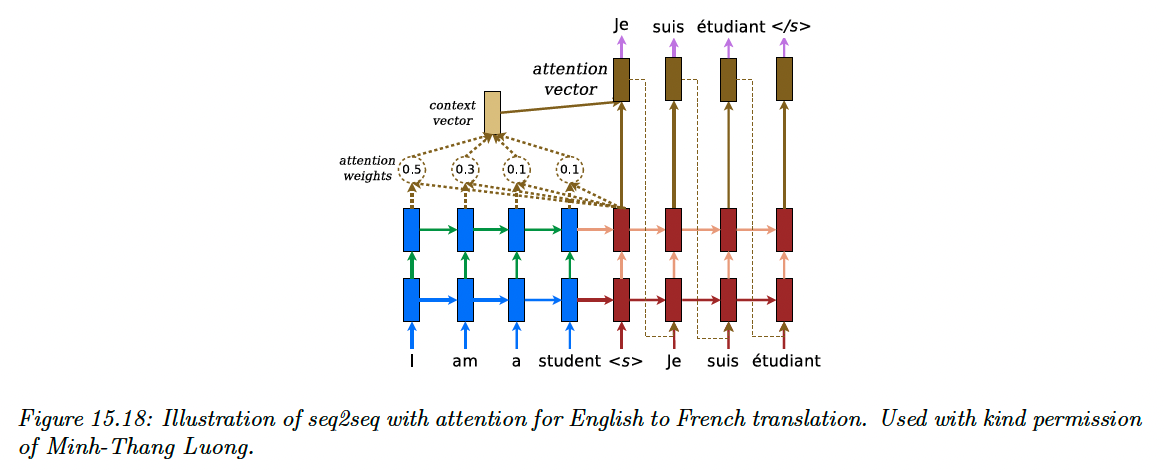 Je suis étudiant </s>
attention
vector
context
vector
attention
weights
0.5 0.3 0.1 0.1
I am a student <s> Je suis étudiant
Figure 15.18: Illustration of seq2seq with attention for English to French translation. Used with kind permission
of Minh-Thang Luong.